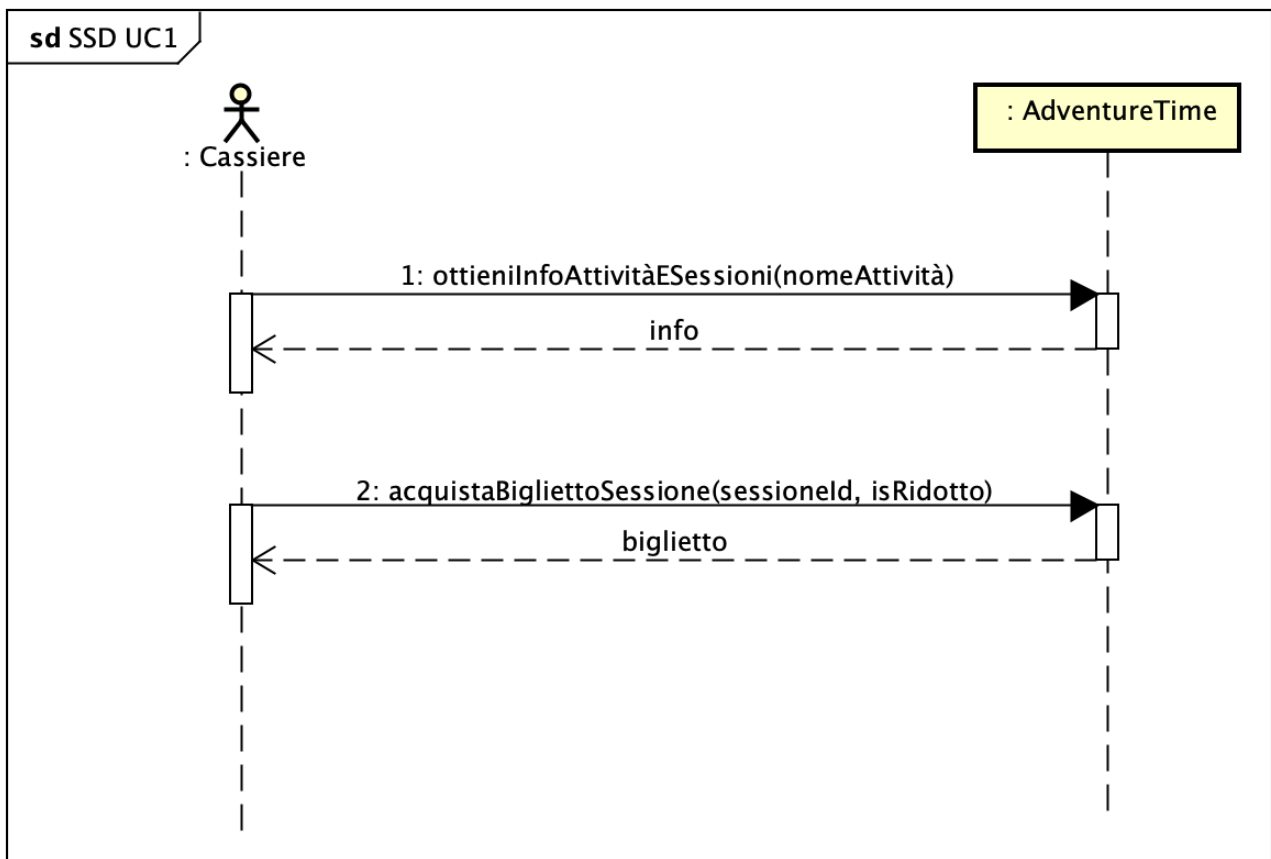 sd SSD UC1
: Cassiere
: AdventureTime
1: ottieniInfoAttivitàESessioni(nomeAttività)
info
2: acquistaBigliettoSessione(sessioneId, isRidotto)
biglietto